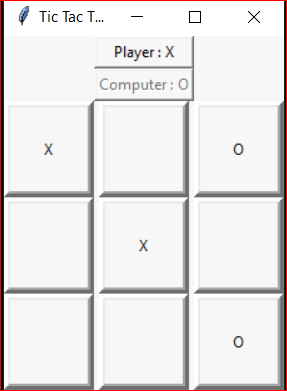 Tic Tac T...
Player : X
Computer : O
X O
X
O